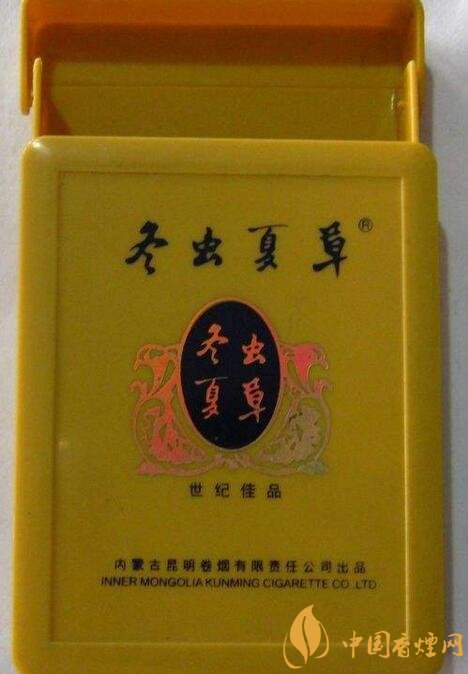 冬虫夏草®
冬虫
夏草
世纪佳品
内蒙古昆明卷烟有限责任公司出品
INNER MONGOLIA KUNMING CIGARETTE CO.,LTD
中国香烟网